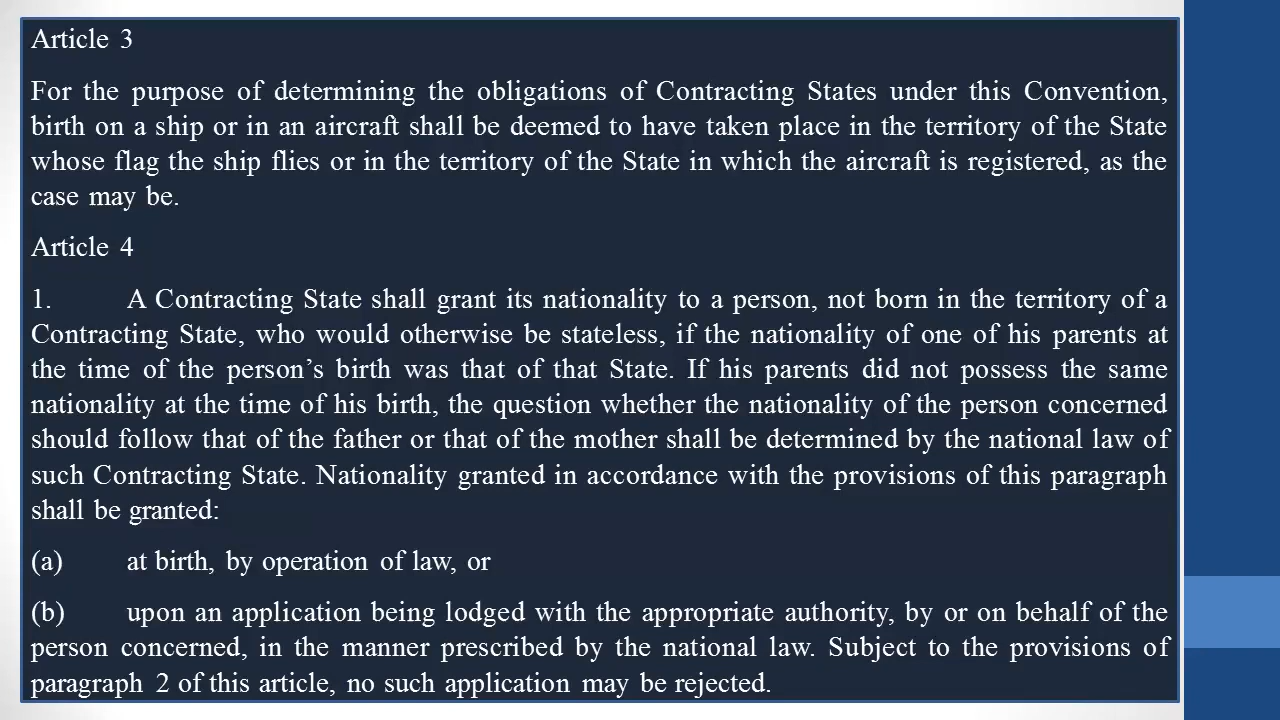 Article 3
For the purpose of determining the obligations of Contracting States under this Convention,
birth on a ship or in an aircraft shall be deemed to have taken place in the territory of the State
whose flag the ship flies or in the territory of the State in which the aircraft is registered, as the
case may be.
Article 4
1. A Contracting State shall grant its nationality to a person, not born in the territory of a
Contracting State, who would otherwise be stateless, if the nationality of one of his parents at
the time of the person’s birth was that of that State. If his parents did not possess the same
nationality at the time of his birth, the question whether the nationality of the person concerned
should follow that of the father or that of the mother shall be determined by the national law of
such Contracting State. Nationality granted in accordance with the provisions of this paragraph
shall be granted:
(a) at birth, by operation of law, or
(b) upon an application being lodged with the appropriate authority, by or on behalf of the
person concerned, in the manner prescribed by the national law. Subject to the provisions of
paragraph 2 of this article, no such application may be rejected.